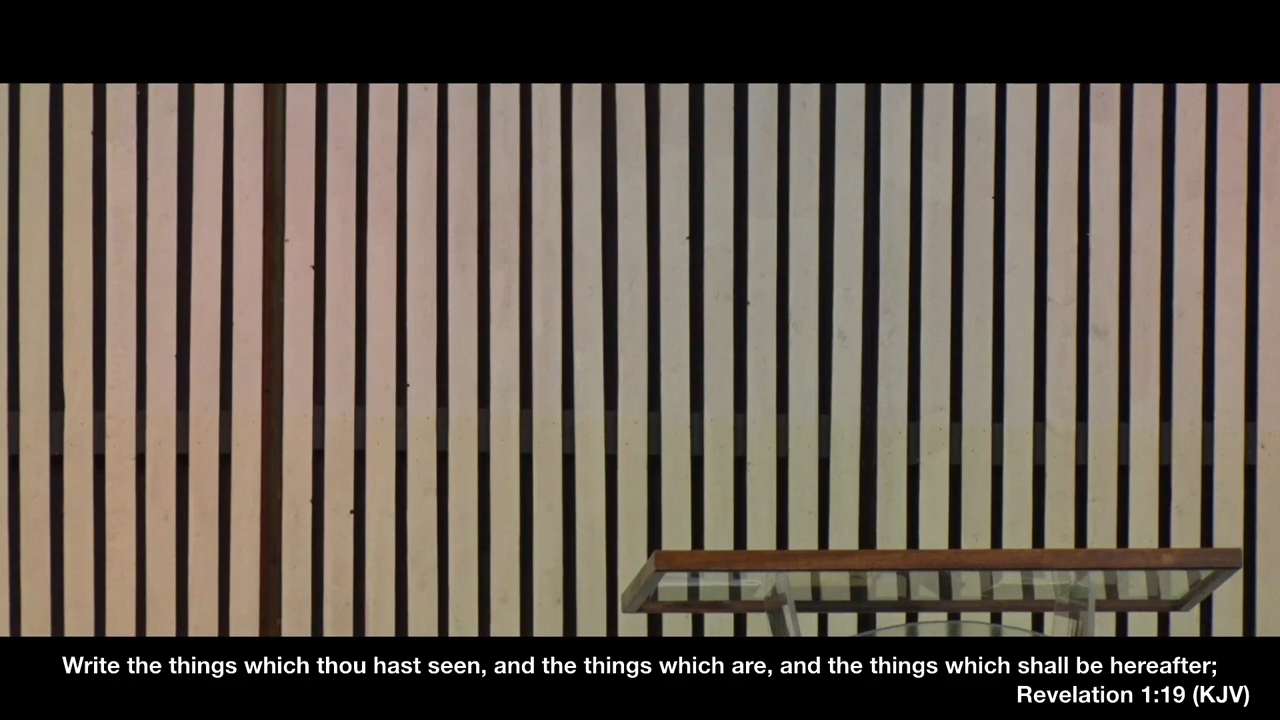 Write the things which thou hast seen, and the things which are, and the things which shall be hereafter;
Revelation 1:19 (KJV)